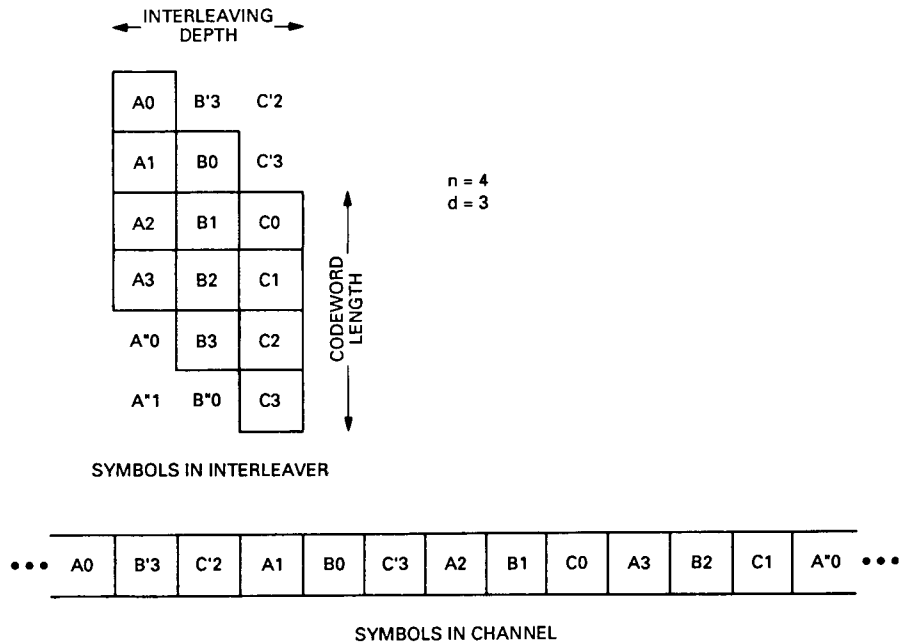 INTERLEAVING
DEPTH
A0 B'3 C'2
A1 B0 C'3
n = 4
d = 3
A2 B1 C0
A3 B2 C1
A"0 B3 C2
A"1 B"0 C3
CODEWORD
LENGTH
SYMBOLS IN INTERLEAVER
••• A0 B'3 C'2 A1 B0 C'3 A2 B1 C0 A3 B2 C1 A"0 •••
SYMBOLS IN CHANNEL